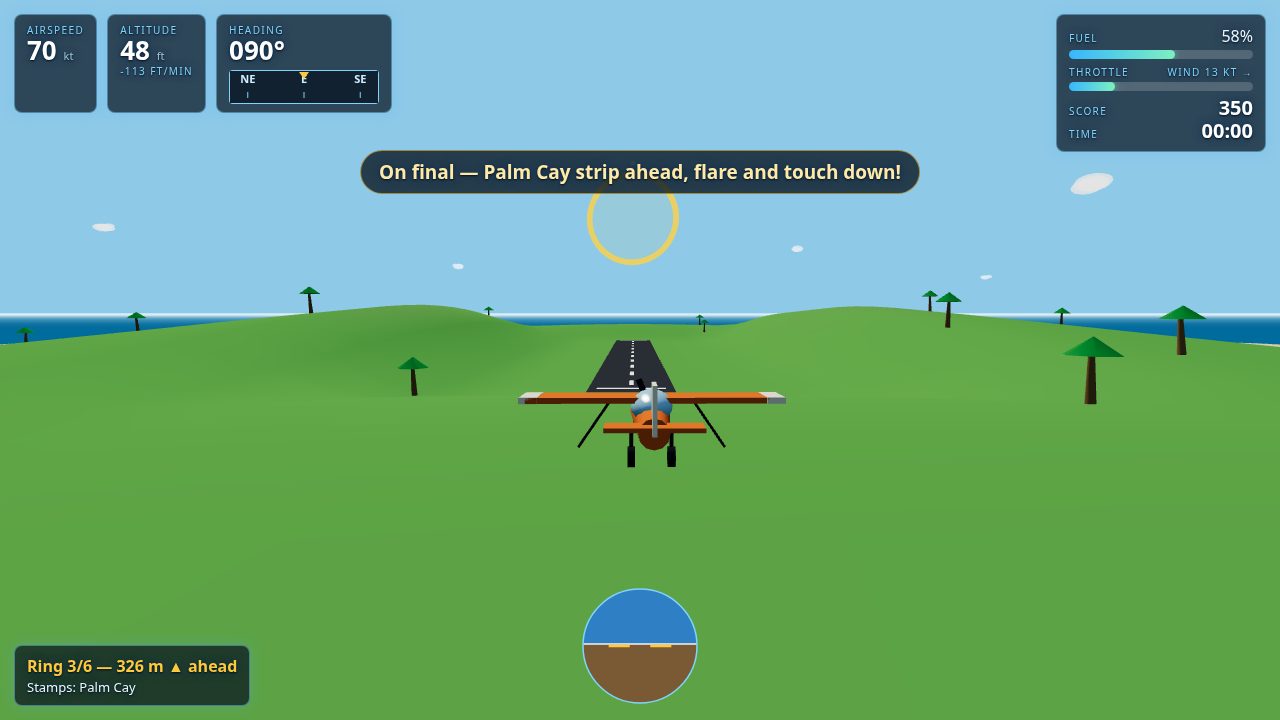 AIRSPEED
70 kt
ALTITUDE
48 ft
-113 FT/MIN
HEADING
090°
NE E SE
FUEL 58%
THROTTLE WIND 13 KT →
SCORE 350
TIME 00:00
On final — Palm Cay strip ahead, flare and touch down!
Ring 3/6 — 326 m ▲ ahead
Stamps: Palm Cay